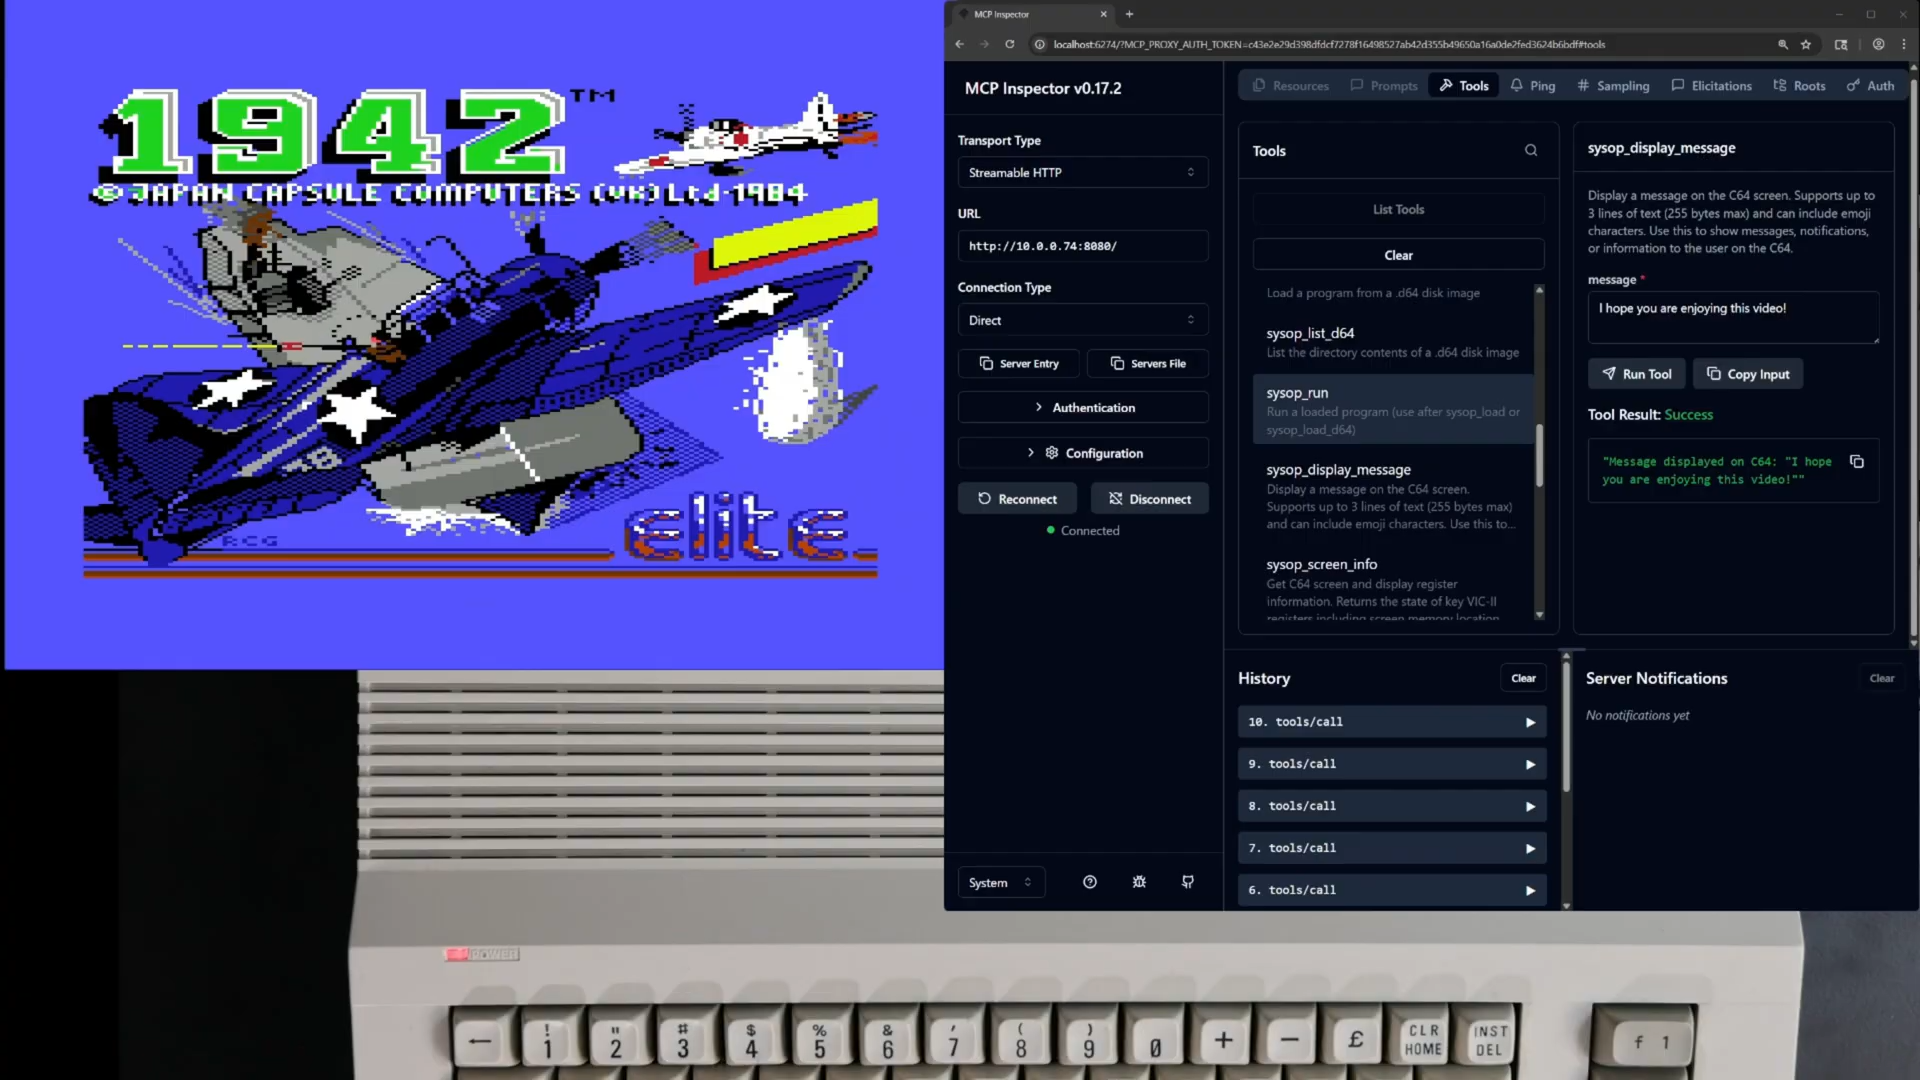 1942™
© JAPAN CAPSULE COMPUTERS (UK) Ltd 1984
elite
RCG
MCP Inspector
localhost:6274/?MCP_PROXY_AUTH_TOKEN=c43e2e29d398dfdcf7278f16498527ab42d355b49650a16a0de2fed3624b6bdf#tools
MCP Inspector v0.17.2
Transport Type
Streamable HTTP
URL
http://10.0.0.74:8080/
Connection Type
Direct
Server Entry
Servers File
Authentication
Configuration
Reconnect
Disconnect
Connected
System
Resources
Prompts
Tools
Ping
Sampling
Elicitations
Roots
Auth
Tools
List Tools
Clear
Load a program from a .d64 disk image
sysop_list_d64
List the directory contents of a .d64 disk image
sysop_run
Run a loaded program (use after sysop_load or
sysop_load_d64)
sysop_display_message
Display a message on the C64 screen.
Supports up to 3 lines of text (255 bytes max)
and can include emoji characters. Use this to...
sysop_screen_info
Get C64 screen and display register
information. Returns the state of key VIC-II
registers including screen memory location
sysop_display_message
Display a message on the C64 screen. Supports up to
3 lines of text (255 bytes max) and can include emoji
characters. Use this to show messages, notifications,
or information to the user on the C64.
message *
I hope you are enjoying this video!
Run Tool
Copy Input
Tool Result: Success
"Message displayed on C64: "I hope
you are enjoying this video!""
History
Clear
10. tools/call
9. tools/call
8. tools/call
7. tools/call
6. tools/call
Server Notifications
Clear
No notifications yet
POWER
← ! 1 " 2 # 3 $ 4 % 5 & 6 ' 7 ( 8 ) 9 0 + − £ CLR HOME INST DEL f 1